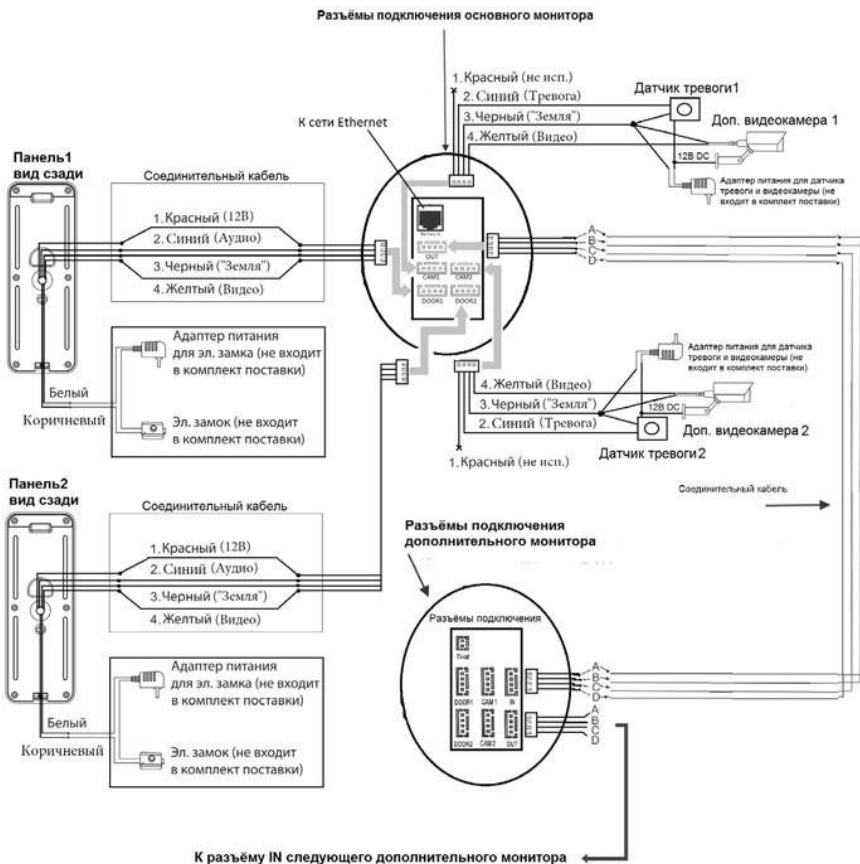 Разъёмы подключения основного монитора
1.Красный (не исп.)
2.Синий (Тревога)
3.Черный ("Земля")
4.Желтый (Видео)
Датчик тревоги1
Доп. видеокамера 1
12В DC
Адаптер питания для датчика
тревоги и видеокамеры (не
входит в комплект поставки)
К сети Ethernet
Панель1
вид сзади
Соединительный кабель
1.Красный (12В)
2.Синий (Аудио)
3.Черный ("Земля")
4.Желтый (Видео)
Network
OUT
CAM1
CAM2
DOOR1
DOOR2
A
B
C
D
Адаптер питания
для эл. замка (не входит
в комплект поставки)
Белый
Коричневый
Эл. замок (не входит
в комплект поставки)
Адаптер питания для датчика
тревоги и видеокамеры (не
входит в комплект поставки)
4.Желтый (Видео)
3.Черный ("Земля")
2.Синий (Тревога)
1.Красный (не исп.)
12В DC
Доп. видеокамера 2
Датчик тревоги2
Соединительный кабель
Панель2
вид сзади
Соединительный кабель
1.Красный (12В)
2.Синий (Аудио)
3.Черный ("Земля")
4.Желтый (Видео)
Разъёмы подключения
дополнительного монитора
Разъёмы подключения
DOOR1
CAM 1
IN
DOOR2
CAM 2
OUT
A
B
C
D
A
B
C
D
Адаптер питания
для эл. замка (не входит
в комплект поставки)
Белый
Коричневый
Эл. замок (не входит
в комплект поставки)
К разъёму IN следующего дополнительного монитора